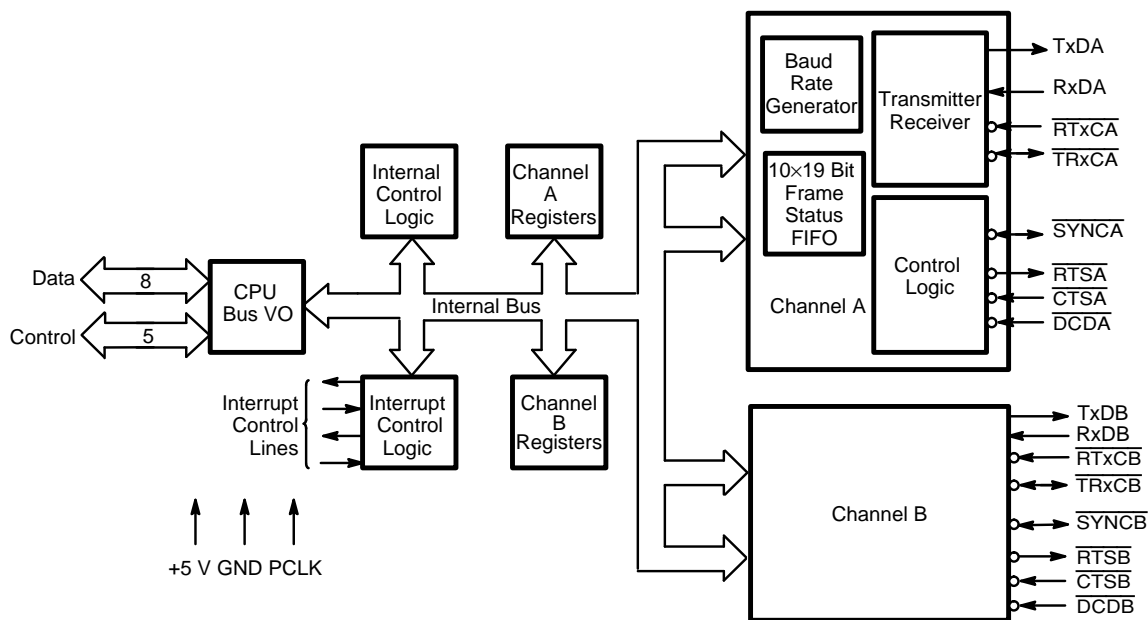 Data
8
Control
5
CPU
Bus VO
Internal
Control
Logic
Channel
A
Registers
Internal Bus
Interrupt
Control
Lines
Interrupt
Control
Logic
Channel
B
Registers
+5 V GND PCLK
Baud
Rate
Generator
Transmitter
Receiver
10×19 Bit
Frame
Status
FIFO
Control
Logic
Channel A
TxDA
RxDA
RTxCA
TRxCA
SYNCA
RTSA
CTSA
DCDA
Channel B
TxDB
RxDB
RTxCB
TRxCB
SYNCB
RTSB
CTSB
DCDB